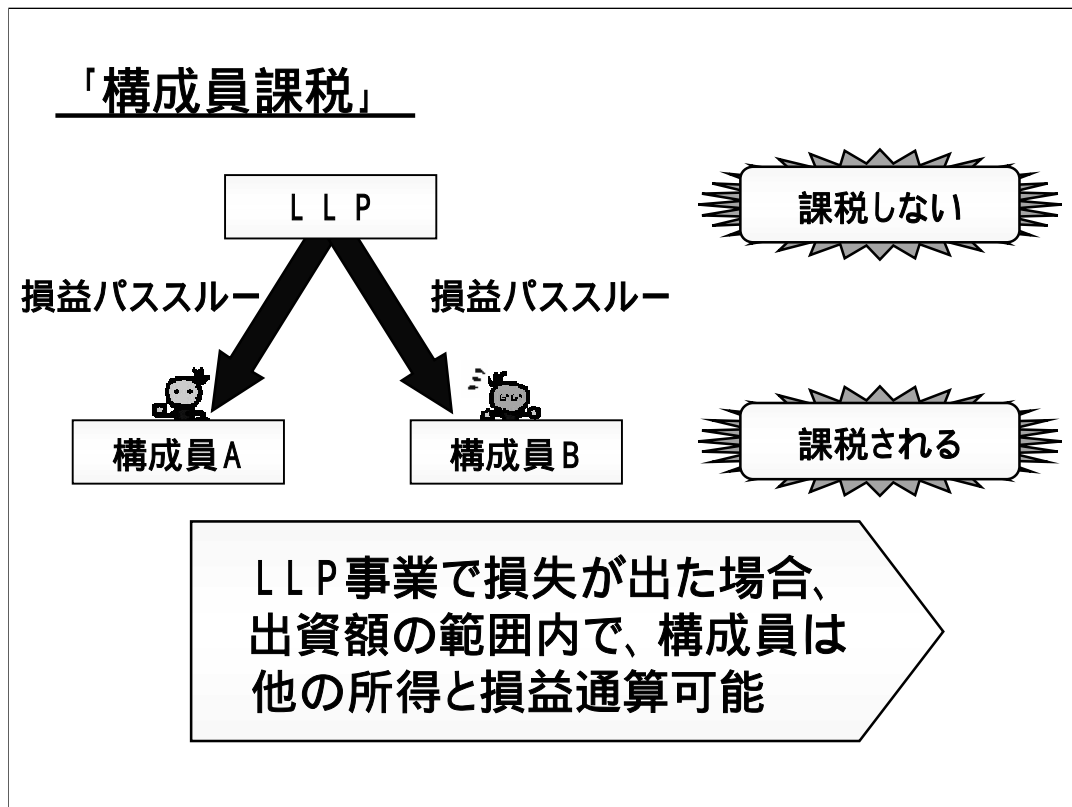 「構成員課税」
ＬＬＰ
課税しない
損益パススルー
損益パススルー
構成員Ａ
構成員Ｂ
課税される
ＬＬＰ事業で損失が出た場合、
出資額の範囲内で、構成員は
他の所得と損益通算可能